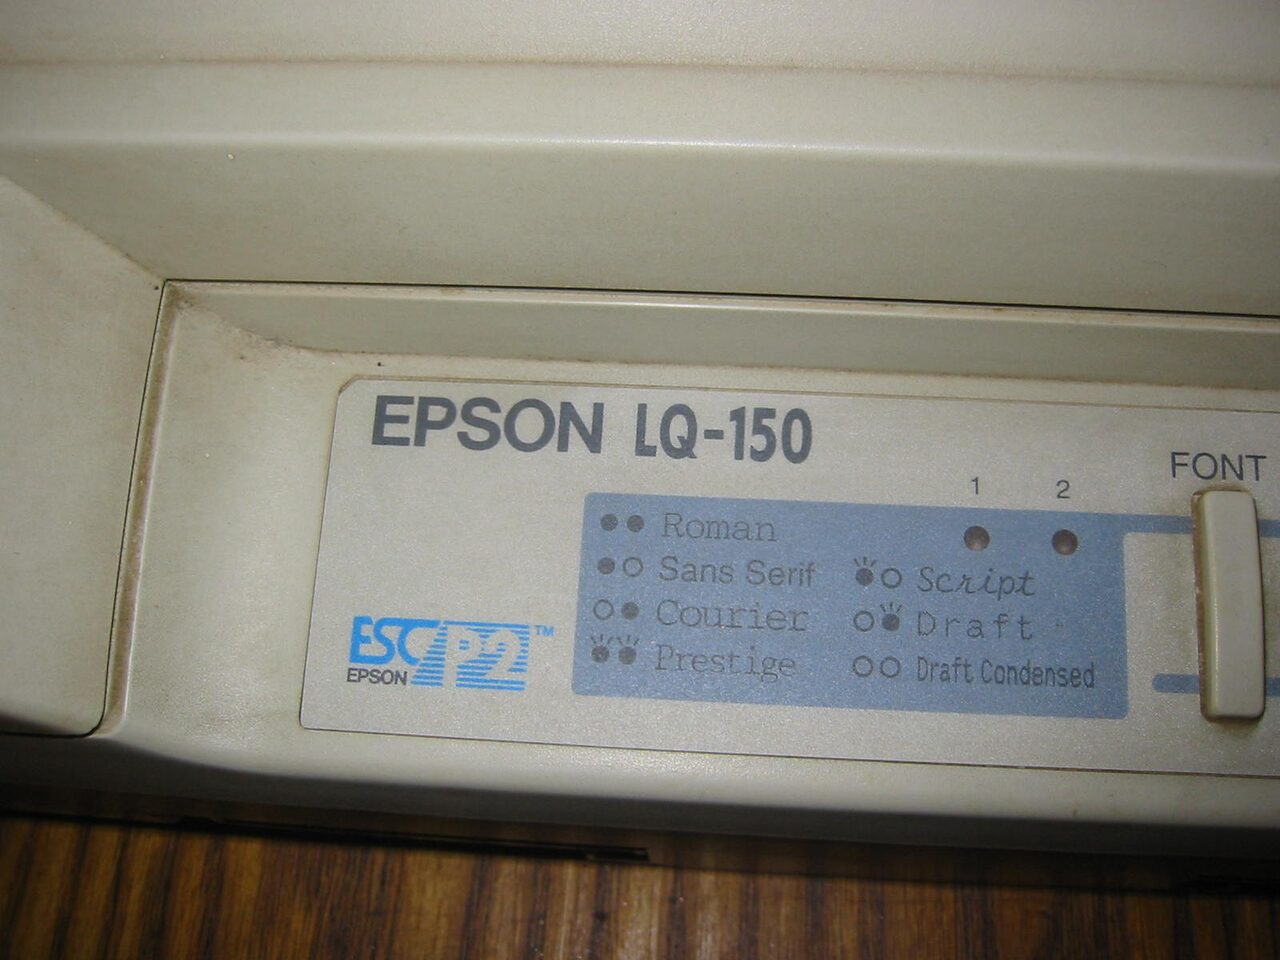 EPSON LQ-150
1 2 FONT
Roman
Sans Serif
Script
Courier
Draft
Prestige
Draft Condensed
ESC/P2™
EPSON